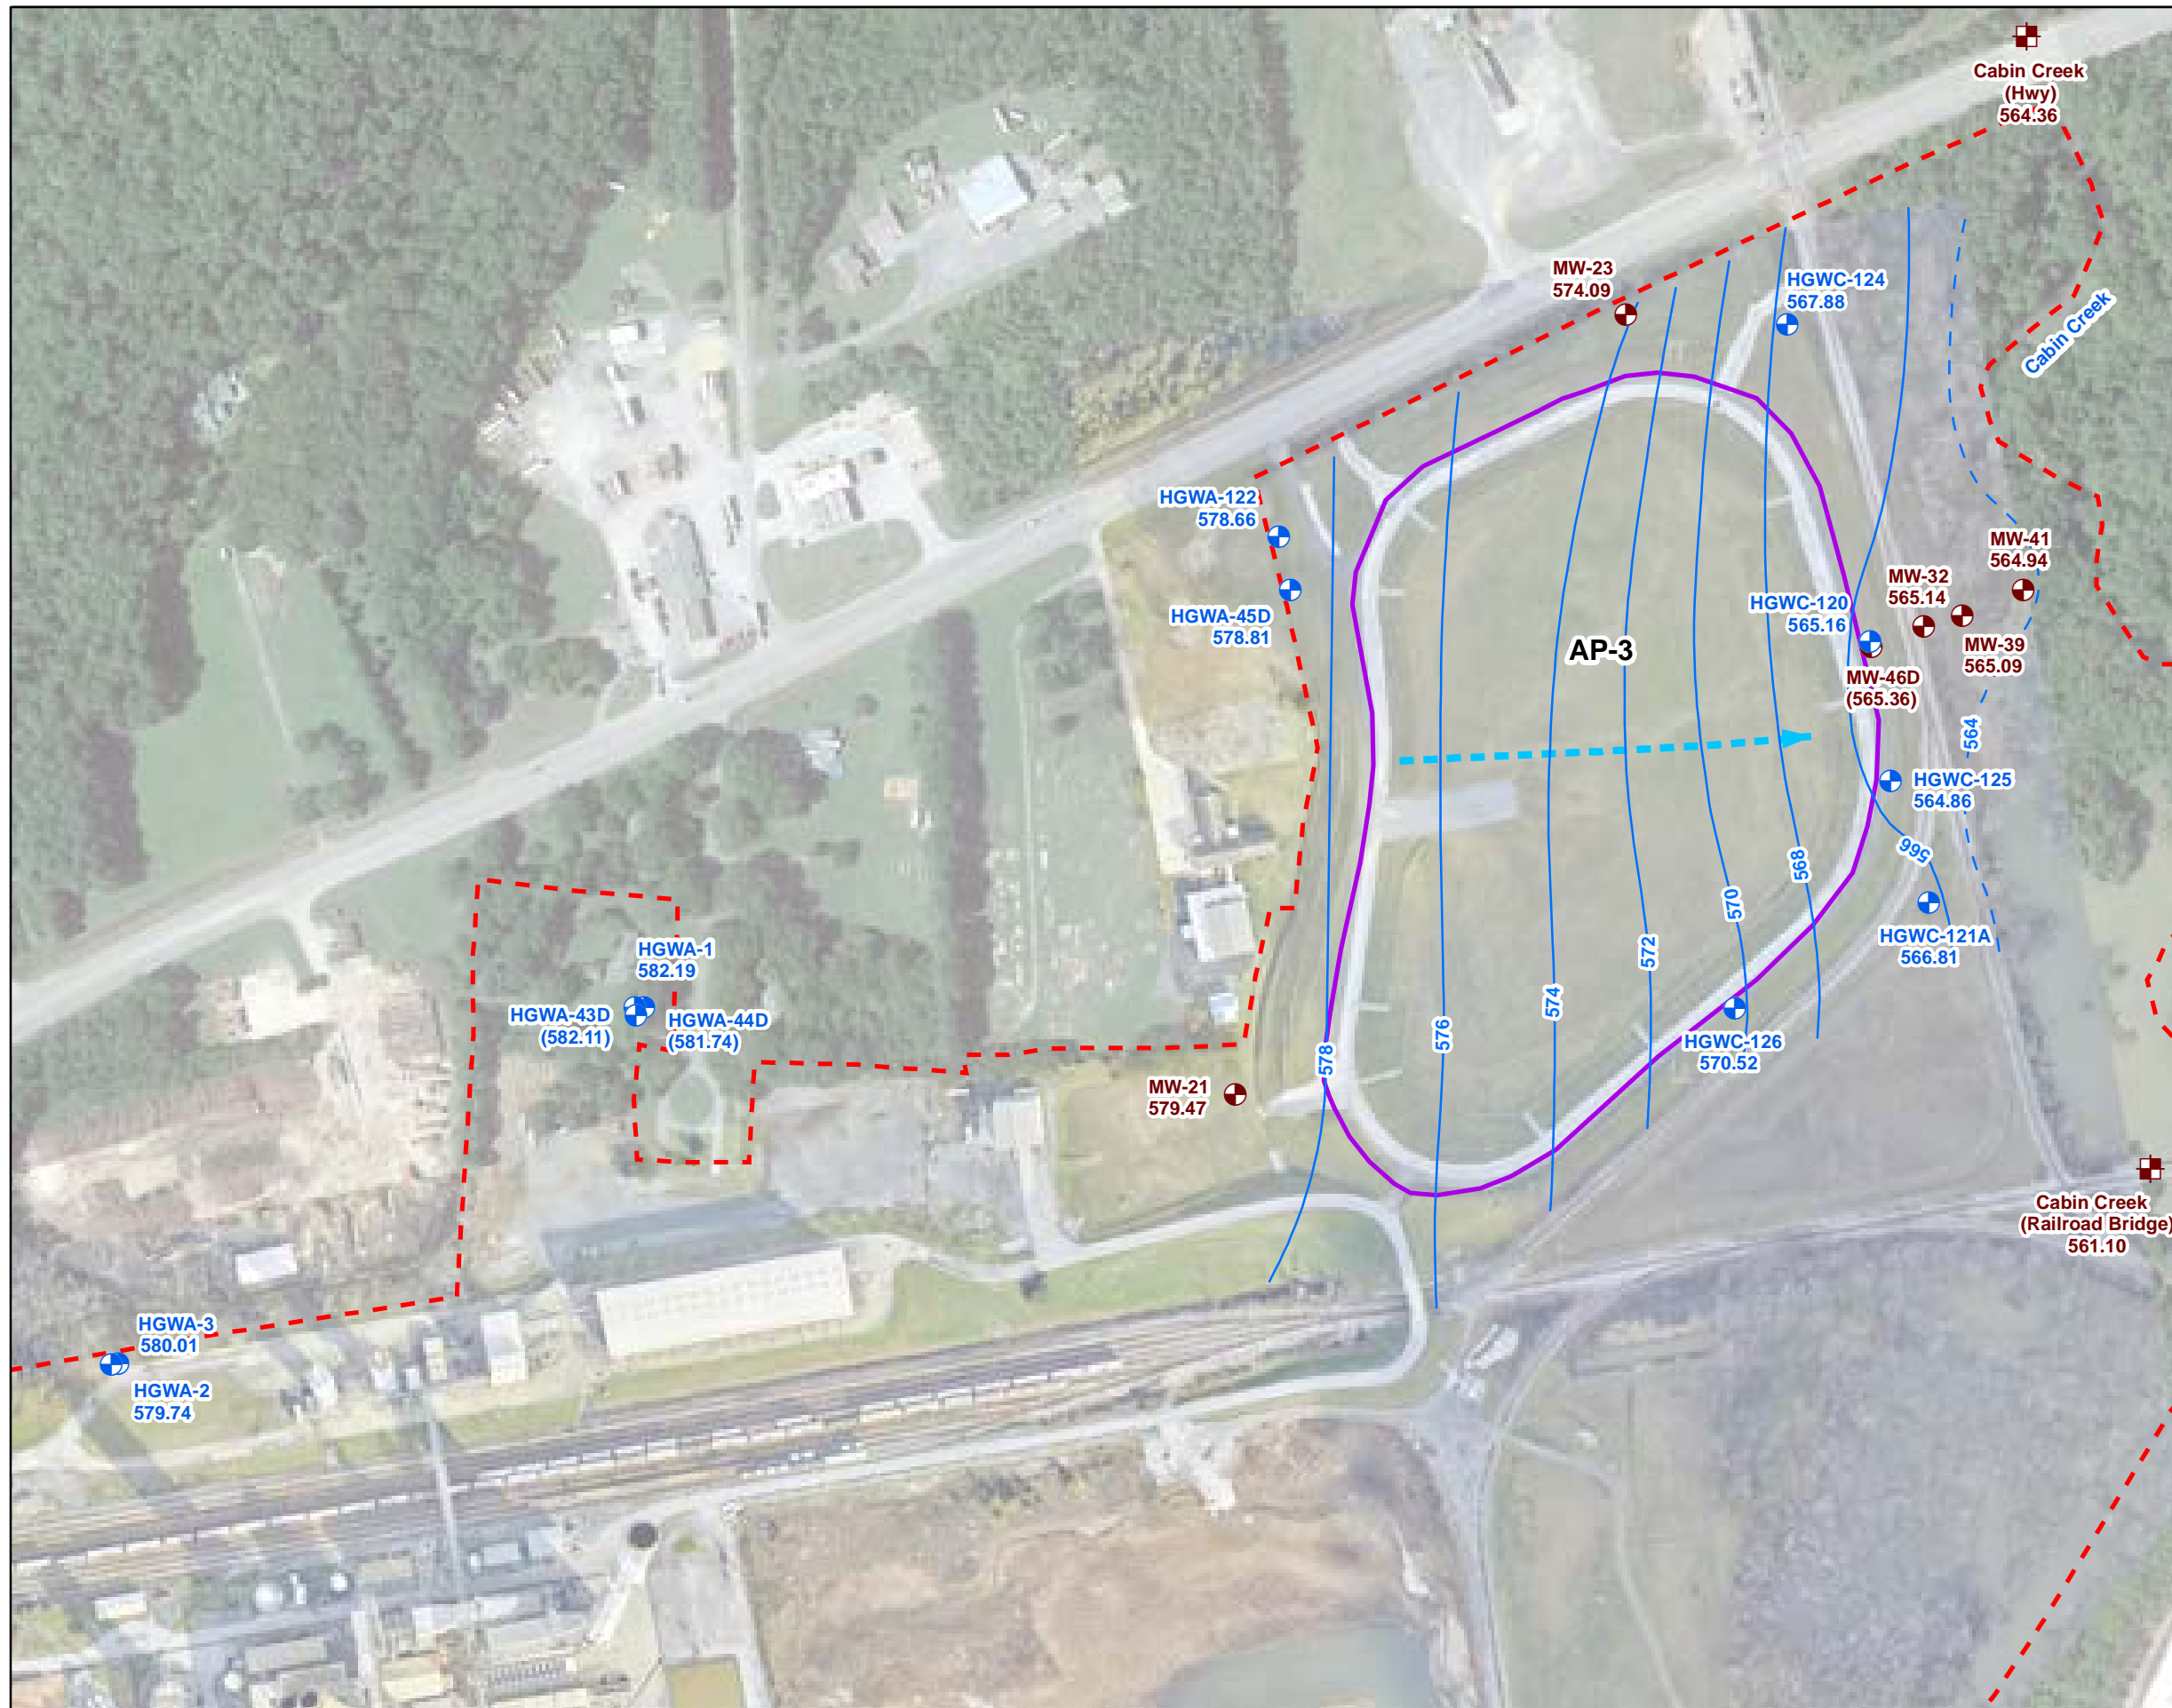 Cabin Creek
(Hwy)
564.36
MW-23
574.09
HGWC-124
567.88
Cabin Creek
HGWA-122
578.66
MW-41
564.94
MW-32
565.14
HGWC-120
565.16
HGWA-45D
578.81
AP-3
MW-39
565.09
MW-46D
(565.36)
564
HGWC-125
564.86
566
568
570
HGWC-121A
566.81
572
HGWA-1
582.19
574
HGWA-43D
(582.11)
HGWA-44D
(581.74)
576
578
HGWC-126
570.52
MW-21
579.47
Cabin Creek
(Railroad Bridge)
561.10
HGWA-3
580.01
HGWA-2
579.74